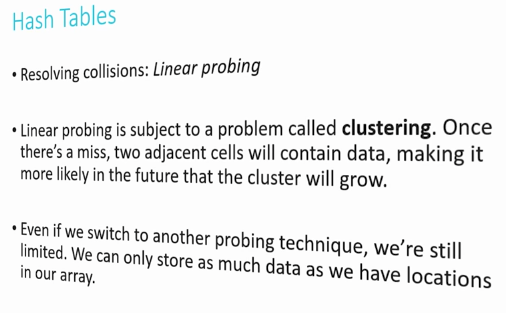 Hash Tables
• Resolving collisions: Linear probing
• Linear probing is subject to a problem called clustering. Once
there's a miss, two adjacent cells will contain data, making it
more likely in the future that the cluster will grow.
• Even if we switch to another probing technique, we're still
limited. We can only store as much data as we have locations
in our array.